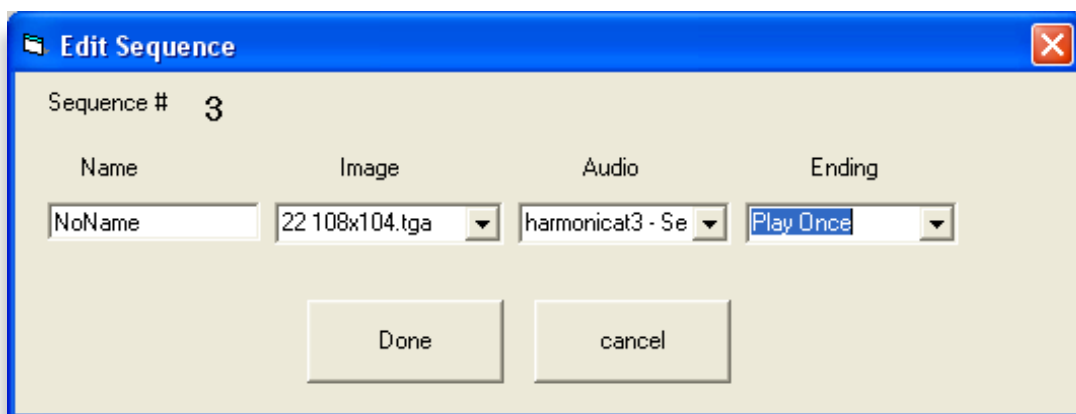 Edit Sequence
Sequence # 3
Name Image Audio Ending
NoName 22 108x104.tga harmonicat3 - Se Play Once
Done cancel